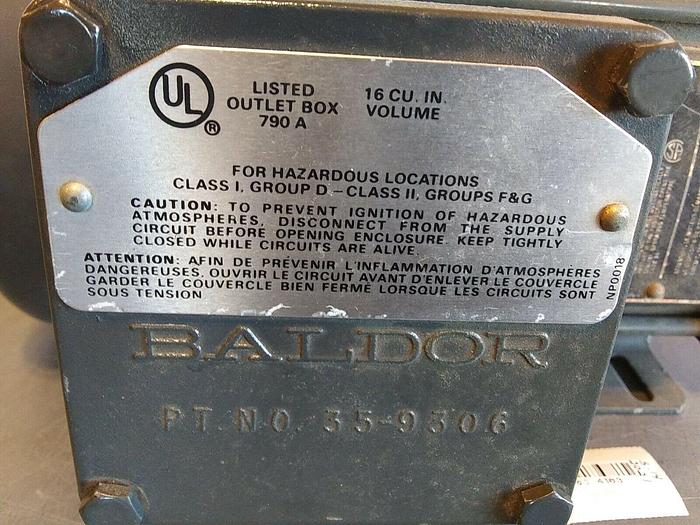 UL
®
LISTED
OUTLET BOX
790 A
16 CU. IN.
VOLUME
FOR HAZARDOUS LOCATIONS
CLASS I, GROUP D – CLASS II, GROUPS F&G
CAUTION: TO PREVENT IGNITION OF HAZARDOUS
ATMOSPHERES, DISCONNECT FROM THE SUPPLY
CIRCUIT BEFORE OPENING ENCLOSURE. KEEP TIGHTLY
CLOSED WHILE CIRCUITS ARE ALIVE.
ATTENTION: AFIN DE PRÉVENIR L'INFLAMMATION D'ATMOSPHÈRES
DANGEREUSES, OUVRIR LE CIRCUIT AVANT D'ENLEVER LE COUVERCLE
GARDER LE COUVERCLE BIEN FERMÉ LORSQUE LES CIRCUITS SONT
SOUS TENSION
NP0018
BALDOR
PT. NO. 35-9306